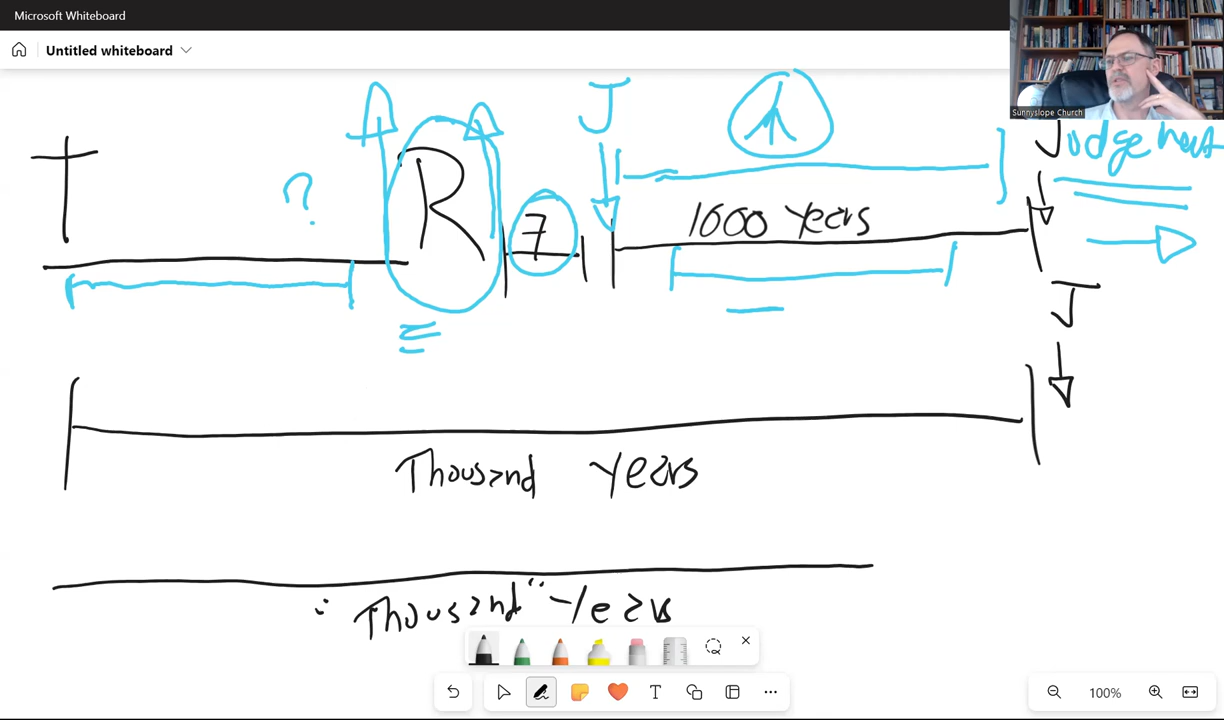 Microsoft Whiteboard
Untitled whiteboard
Sunnyslope Church
J
Judgement
?
R
7
1000 Years
J
Thousand Years
"Thousand" Years
100%